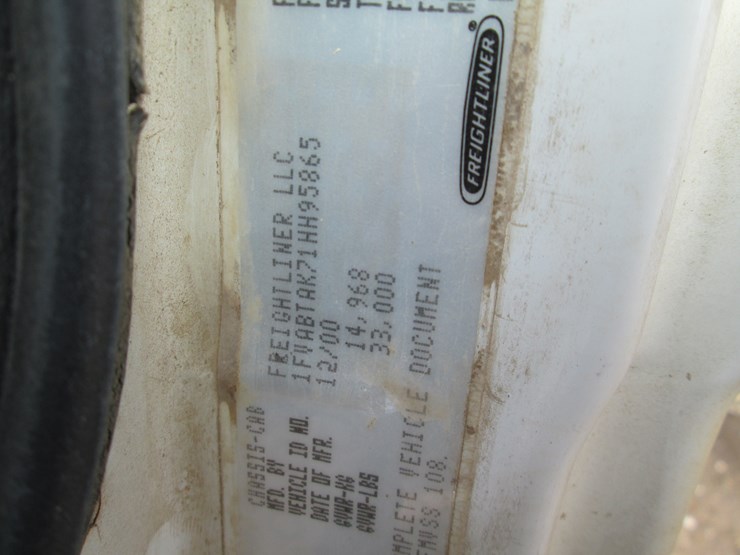 CHASSIS-CAB
MFD. BY FREIGHTLINER LLC
VEHICLE ID NO. 1FVABTAK71HH95865
DATE OF MFR. 12/00
GVWR-KG 14,968
GVWR-LBS 33,000
MPLETE VEHICLE DOCUMENT
FMVSS 108.
FREIGHTLINER®